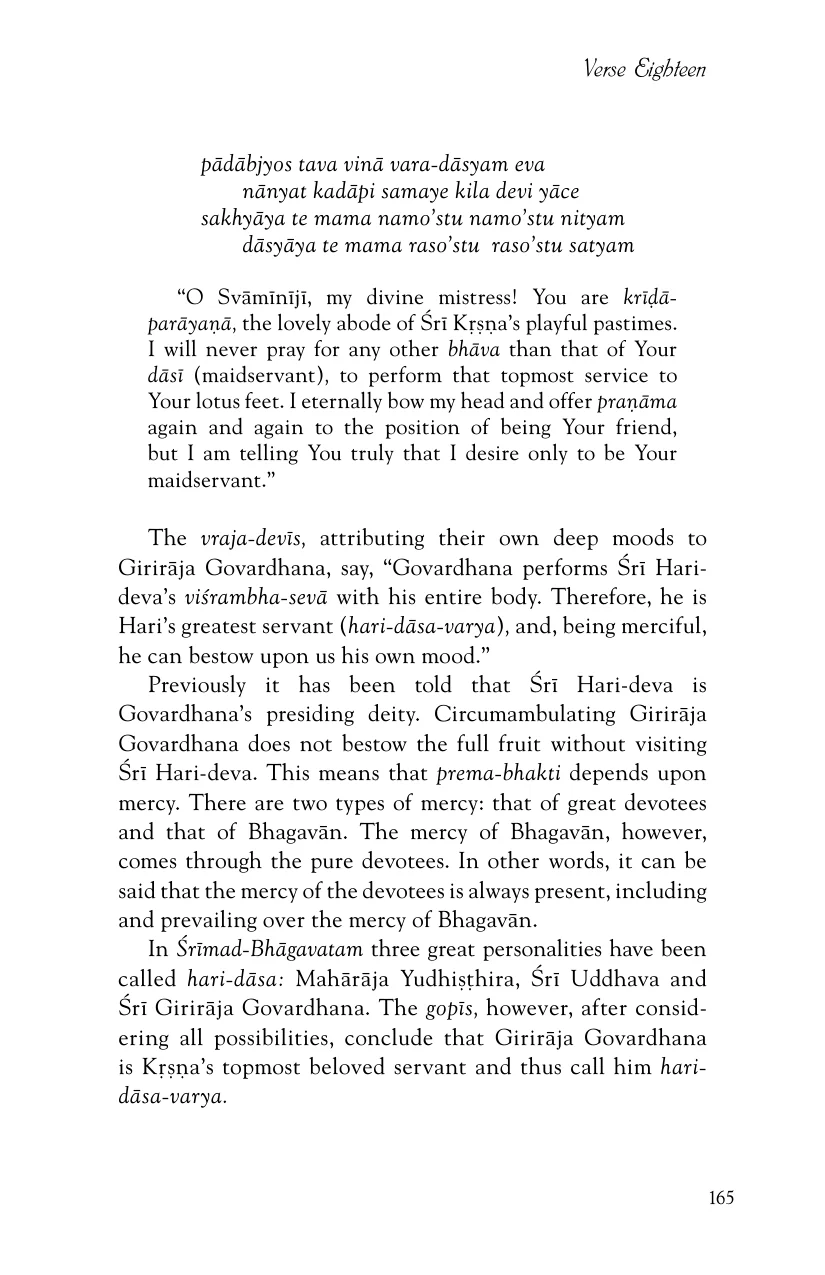 Verse Eighteen
pādābjyos tava vinā vara-dāsyam eva
nānyat kadāpi samaye kila devi yāce
sakhyāya te mama namo’stu namo’stu nityam
dāsyāya te mama raso’stu raso’stu satyam
“O Svāmīnījī, my divine mistress! You are krīḍā-
parāyaṇā, the lovely abode of Śrī Kṛṣṇa’s playful pastimes.
I will never pray for any other bhāva than that of Your
dāsī (maidservant), to perform that topmost service to
Your lotus feet. I eternally bow my head and offer praṇāma
again and again to the position of being Your friend,
but I am telling You truly that I desire only to be Your
maidservant.”
The vraja-devīs, attributing their own deep moods to
Girirāja Govardhana, say, “Govardhana performs Śrī Hari-
deva’s viśrambha-sevā with his entire body. Therefore, he is
Hari’s greatest servant (hari-dāsa-varya), and, being merciful,
he can bestow upon us his own mood.”
Previously it has been told that Śrī Hari-deva is
Govardhana’s presiding deity. Circumambulating Girirāja
Govardhana does not bestow the full fruit without visiting
Śrī Hari-deva. This means that prema-bhakti depends upon
mercy. There are two types of mercy: that of great devotees
and that of Bhagavān. The mercy of Bhagavān, however,
comes through the pure devotees. In other words, it can be
said that the mercy of the devotees is always present, including
and prevailing over the mercy of Bhagavān.
In Śrīmad-Bhāgavatam three great personalities have been
called hari-dāsa: Mahārāja Yudhiṣṭhira, Śrī Uddhava and
Śrī Girirāja Govardhana. The gopīs, however, after consid-
ering all possibilities, conclude that Girirāja Govardhana
is Kṛṣṇa’s topmost beloved servant and thus call him hari-
dāsa-varya.
165